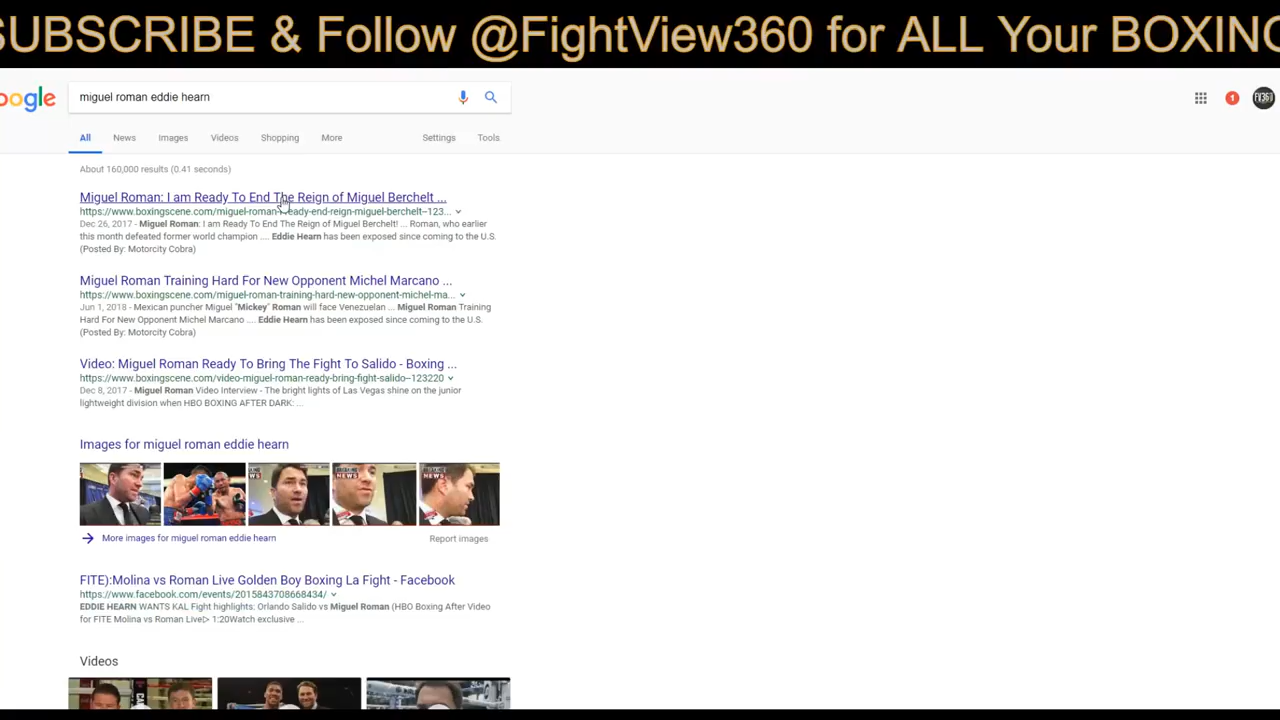 SUBSCRIBE & Follow @FightView360 for ALL Your BOXING
oogle
miguel roman eddie hearn
1
All News Images Videos Shopping More Settings Tools
About 160,000 results (0.41 seconds)
Miguel Roman: I am Ready To End The Reign of Miguel Berchelt ...
https://www.boxingscene.com/miguel-roman-ready-end-reign-miguel-berchelt--123...
Dec 26, 2017 - Miguel Roman: I am Ready To End The Reign of Miguel Berchelt! ... Roman, who earlier
this month defeated former world champion .... Eddie Hearn has been exposed since coming to the U.S.
(Posted By: Motorcity Cobra)
Miguel Roman Training Hard For New Opponent Michel Marcano ...
https://www.boxingscene.com/miguel-roman-training-hard-new-opponent-michel-ma...
Jun 1, 2018 - Mexican puncher Miguel "Mickey" Roman will face Venezuelan ... Miguel Roman Training
Hard For New Opponent Michel Marcano .... Eddie Hearn has been exposed since coming to the U.S.
(Posted By: Motorcity Cobra)
Video: Miguel Roman Ready To Bring The Fight To Salido - Boxing ...
https://www.boxingscene.com/video-miguel-roman-ready-bring-fight-salido--123220
Dec 8, 2017 - Miguel Roman Video Interview - The bright lights of Las Vegas shine on the junior
lightweight division when HBO BOXING AFTER DARK: ...
Images for miguel roman eddie hearn
NEWS
BREAKING
NEWS
BREAKING
NEWS
More images for miguel roman eddie hearn
Report images
FITE):Molina vs Roman Live Golden Boy Boxing La Fight - Facebook
https://www.facebook.com/events/2015843708668434/
EDDIE HEARN WANTS KAL Fight highlights: Orlando Salido vs Miguel Roman (HBO Boxing After Video
for FITE Molina vs Roman Live▷ 1:20Watch exclusive ...
Videos